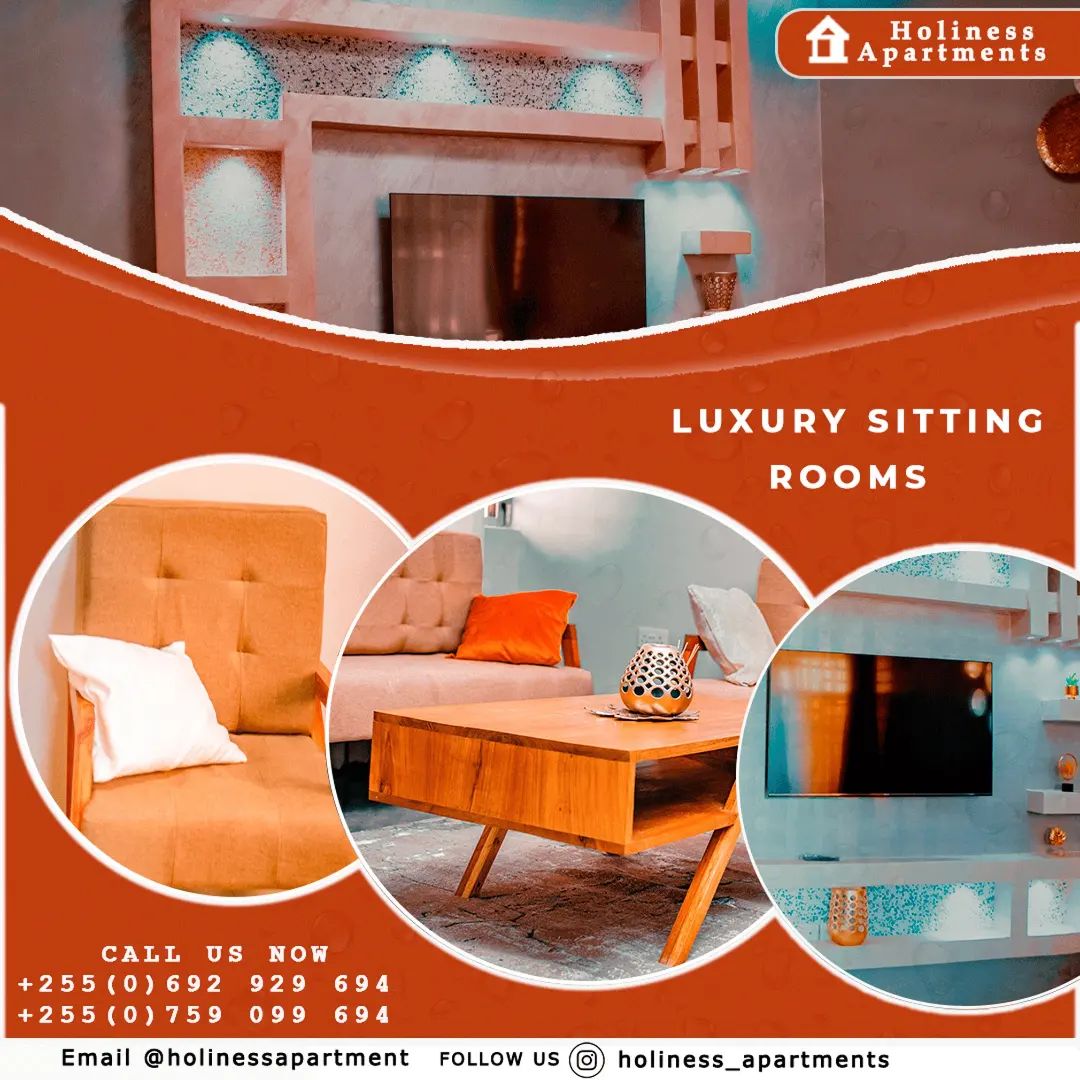 Holiness
Apartments
LUXURY SITTING
ROOMS
CALL US NOW
+255(0)692 929 694
+255(0)759 099 694
Email @holinessapartment FOLLOW US holiness_apartments